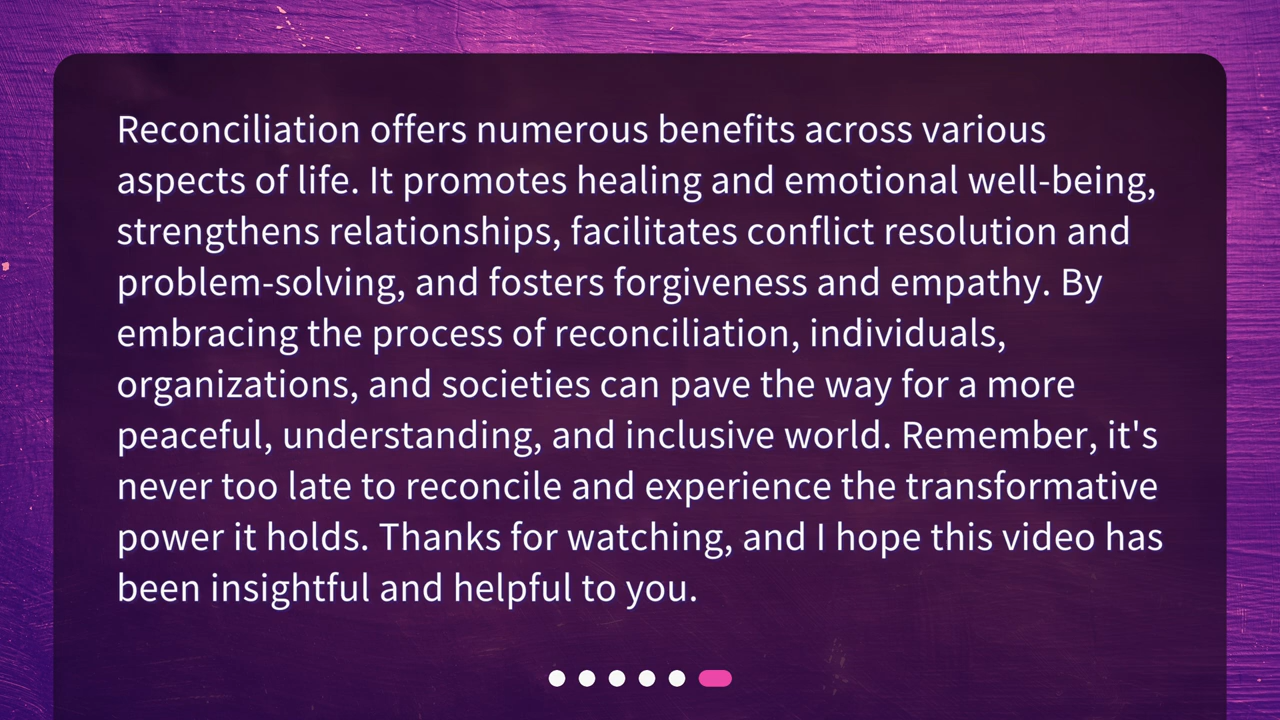 Reconciliation offers numerous benefits across various
aspects of life. It promotes healing and emotional well-being,
strengthens relationships, facilitates conflict resolution and
problem-solving, and fosters forgiveness and empathy. By
embracing the process of reconciliation, individuals,
organizations, and societies can pave the way for a more
peaceful, understanding, and inclusive world. Remember, it's
never too late to reconcile and experience the transformative
power it holds. Thanks for watching, and I hope this video has
been insightful and helpful to you.